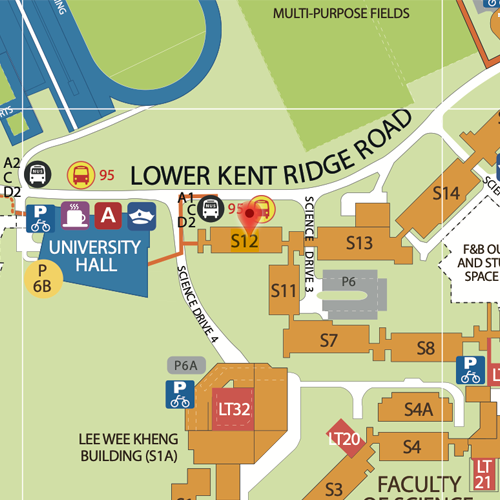 MULTI-PURPOSE FIELDS
A2
C
D2
BUS
95
LOWER KENT RIDGE ROAD
A1
C
D2
BUS
95
P
A
UNIVERSITY
HALL
P
6B
SCIENCE DRIVE 4
S12
SCIENCE DRIVE 3
S13
S14
F&B OU
AND STU
SPACE
S11
P6
S7
S8
P6A
P
P
LT32
S4A
LT20
S4
LEE WEE KHENG
BUILDING (S1A)
LT
21
S3
FACULTY
OF SCIENCE